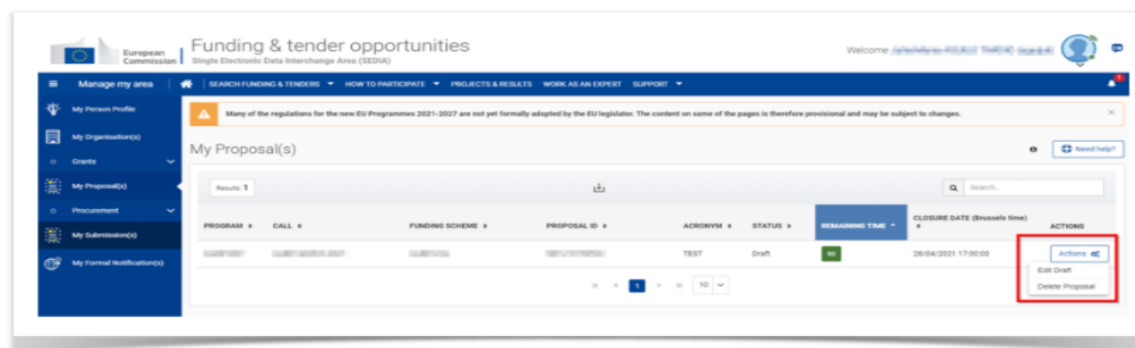 European
Commission
Funding & tender opportunities
Single Electronic Data Interchange Area (SEDIA)
Welcome
Manage my area
SEARCH FUNDING & TENDERS
HOW TO PARTICIPATE
PROJECTS & RESULTS
WORK AS AN EXPERT
SUPPORT
My Person Profile
My Organisation(s)
Grants
My Proposal(s)
Procurement
My Submission(s)
My Formal Notification(s)
Many of the regulations for the new EU Programmes 2021-2027 are not yet formally adopted by the EU legislator. The content on some of the pages is therefore provisional and may be subject to changes.
My Proposal(s)
Need help?
Results: 1
Search..
PROGRAM
CALL
FUNDING SCHEME
PROPOSAL ID
ACRONYM
STATUS
REMAINING TIME
CLOSURE DATE (Brussels time)
ACTIONS
TEST
Draft
28/04/2021 17:00:00
Actions
Edit Draft
Delete Proposal
1
10